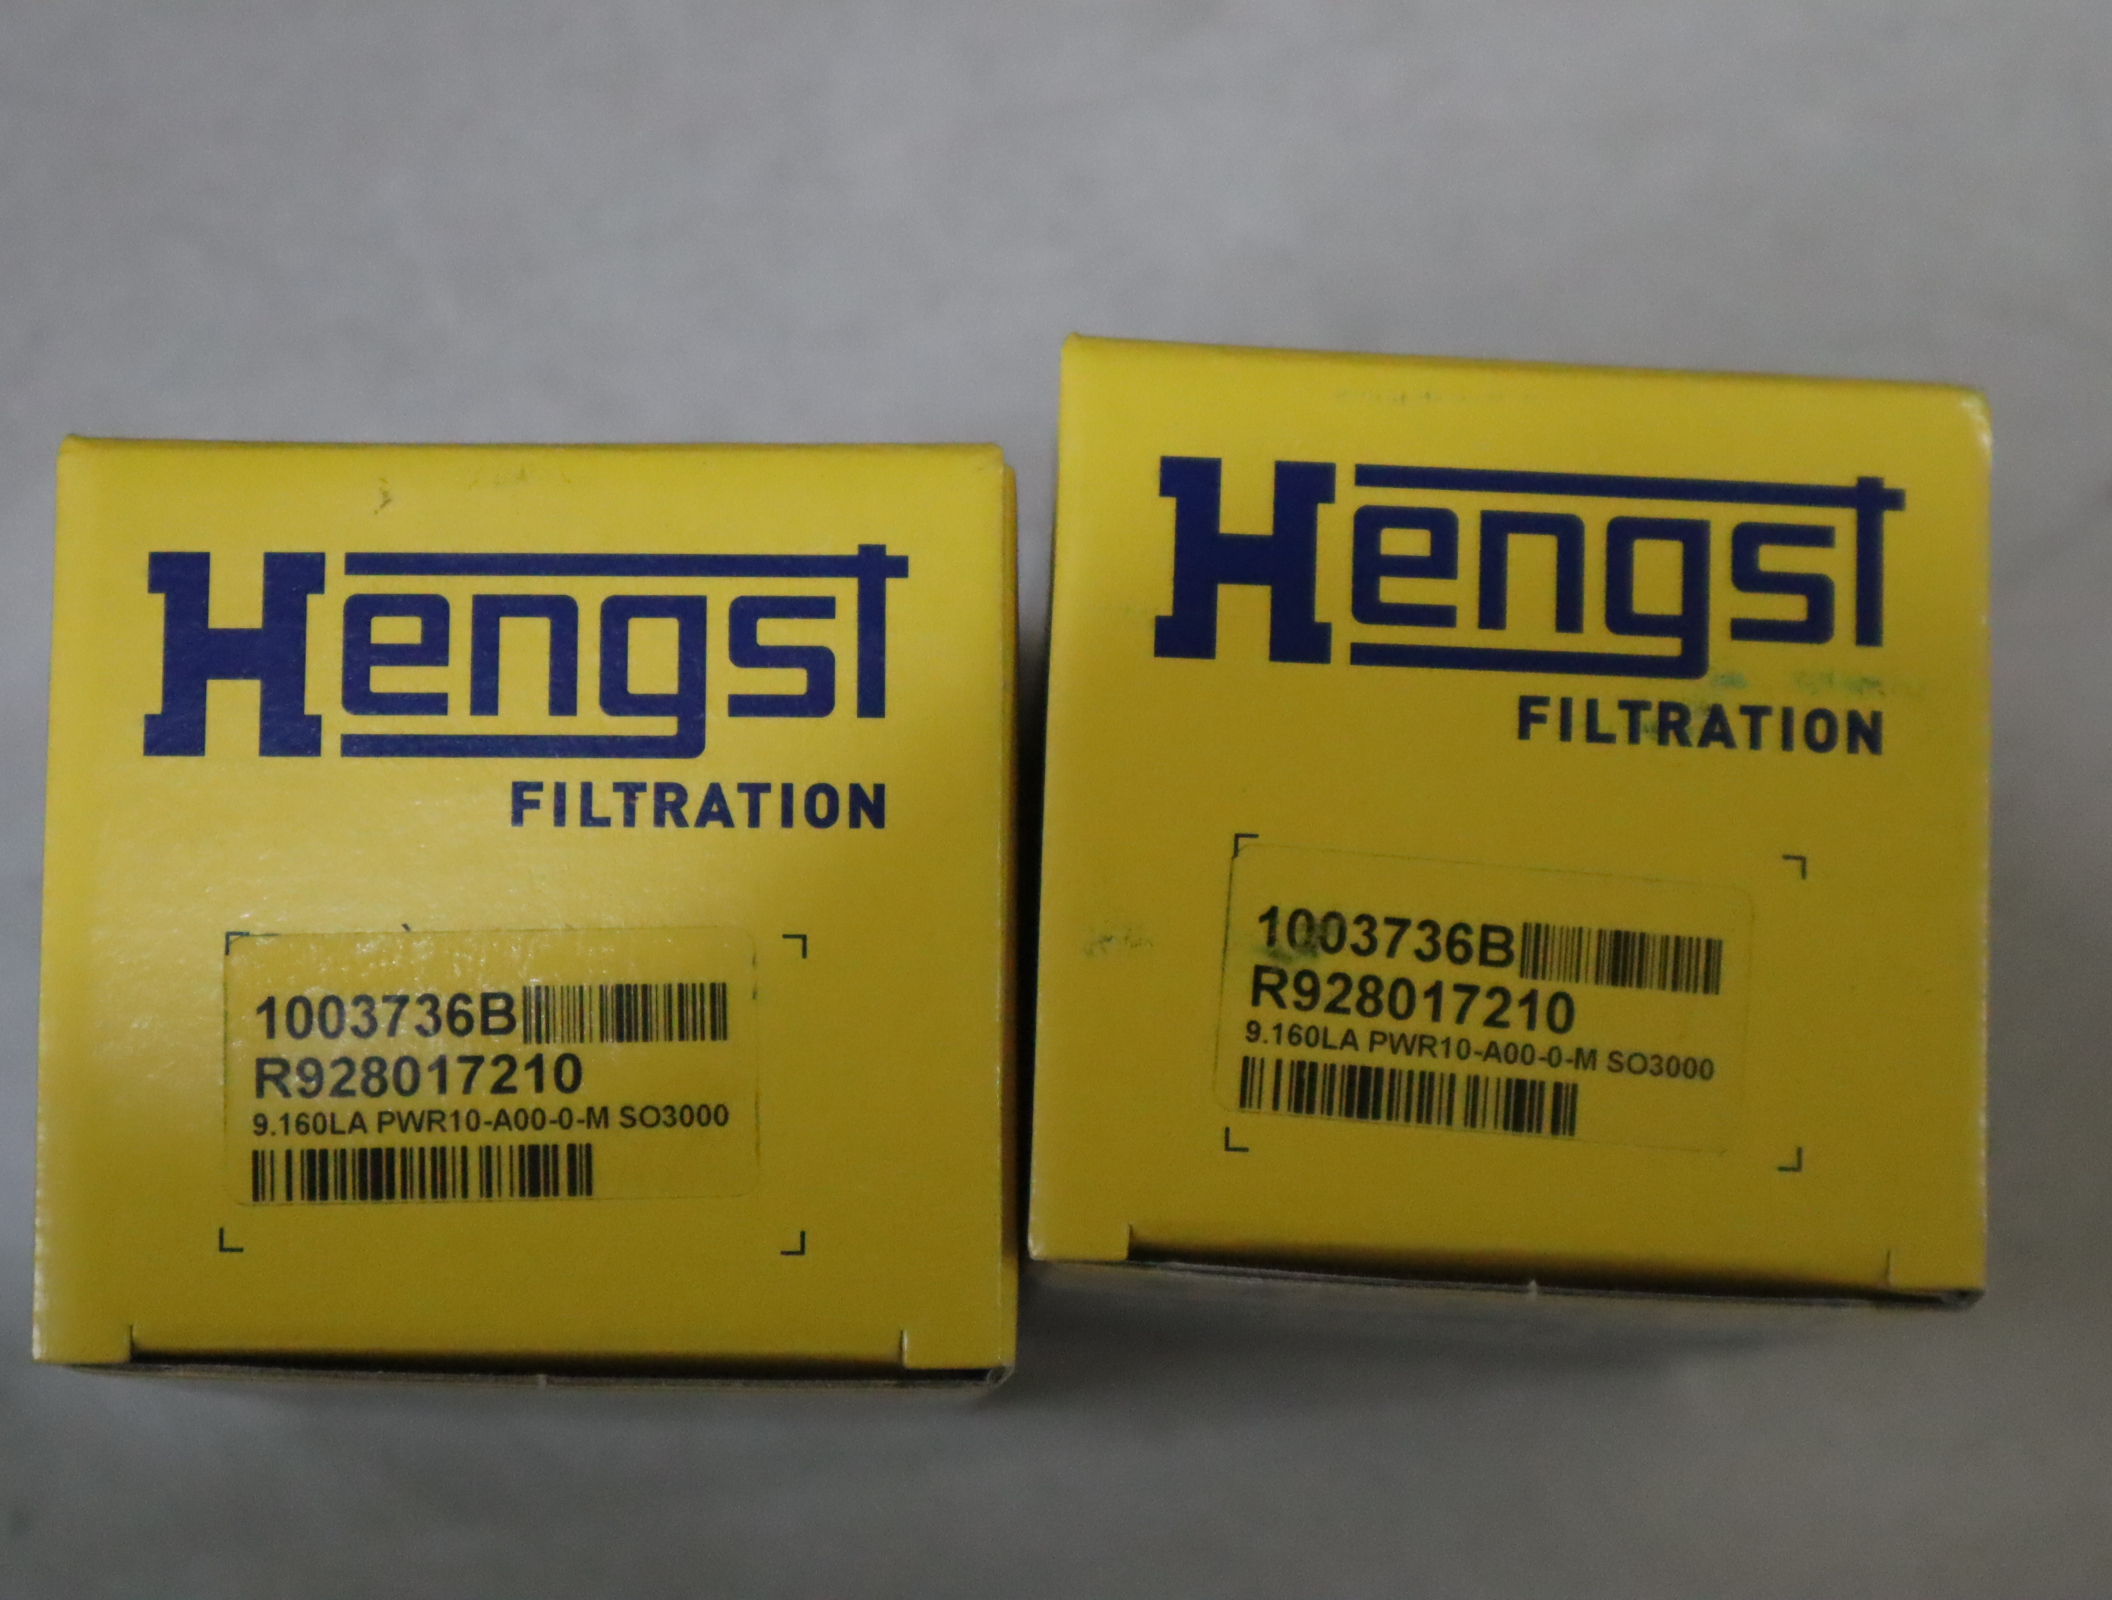 Hengst
FILTRATION
1003736B
R928017210
9.160LA PWR10-A00-0-M SO3000
Hengst
FILTRATION
1003736B
R928017210
9.160LA PWR10-A00-0-M SO3000